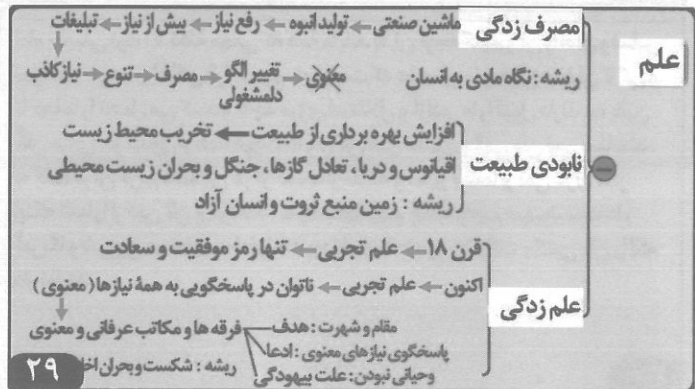 علم
مصرف زدگی
ماشین صنعتی ← تولید انبوه ← رفع نیاز ← بیش از نیاز ← تبلیغات
ریشه : نگاه مادی به انسان
نیاز کاذب → تنوع → مصرف → تغییر الگو → معنوی
دلمشغولی
نابودی طبیعت
افزایش بهره برداری از طبیعت ← تخریب محیط زیست
اقیانوس و دریا، تعادل گازها، جنگل و بحران زیست محیطی
ریشه : زمین منبع ثروت و انسان آزاد
علم زدگی
قرن ۱۸ ← علم تجربی ← تنها رمز موفقیت و سعادت
اکنون ← علم تجربی ← ناتوان در پاسخگویی به همهٔ نیازها (معنوی)
فرقه ها و مکاتب عرفانی و معنوی
مقام و شهرت : هدف
پاسخگوی نیازهای معنوی : ادعا
وحیانی نبودن : علت بیهودگی
ریشه : شکست و بحران
۲۹